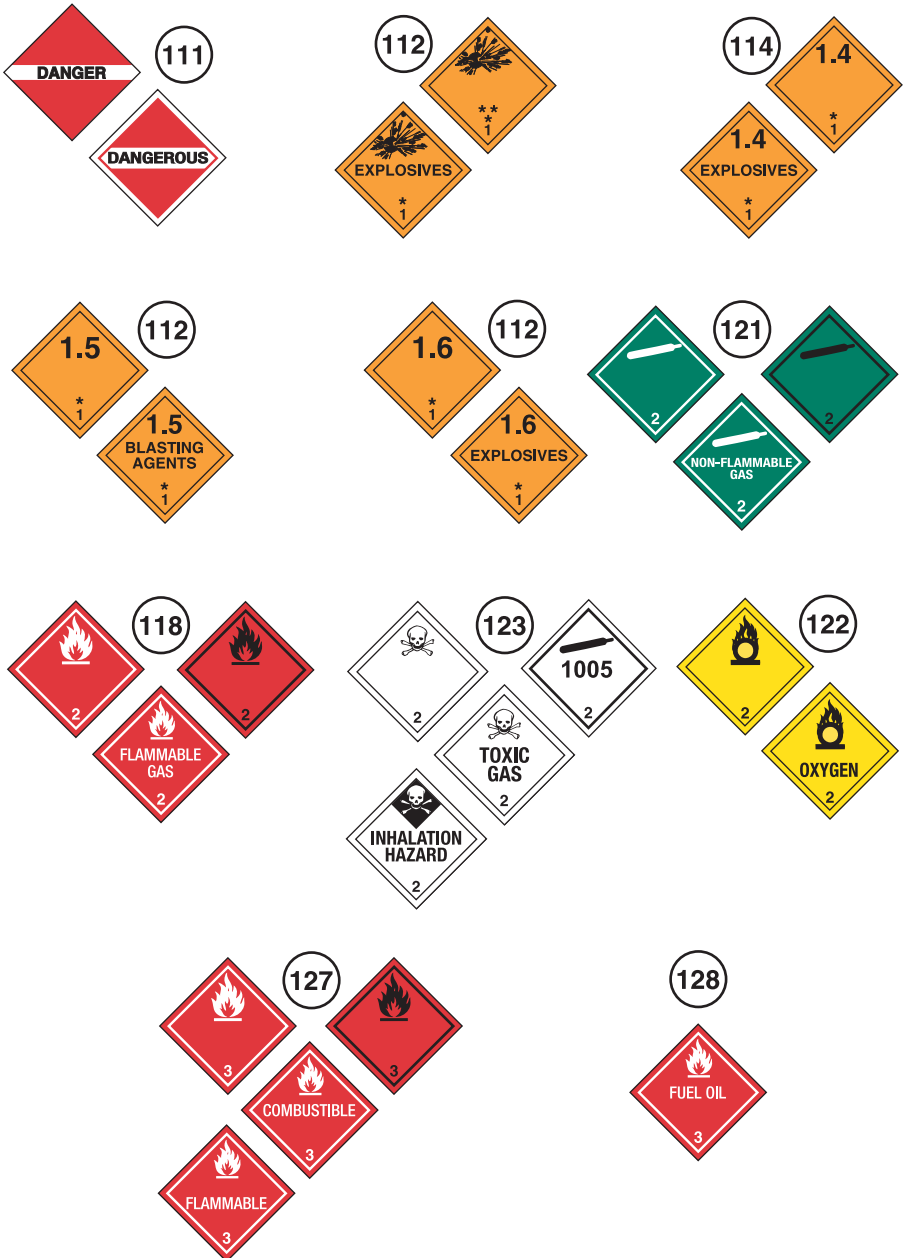 DANGER
111
DANGEROUS
112
**
*
1
EXPLOSIVES
*
1
114
1.4
*
1
1.4
EXPLOSIVES
*
1
1.5
*
1
112
1.5
BLASTING
AGENTS
*
1
1.6
*
1
112
1.6
EXPLOSIVES
*
1
2
121
2
NON-FLAMMABLE
GAS
2
2
118
2
FLAMMABLE
GAS
2
2
123
1005
2
TOXIC
GAS
2
INHALATION
HAZARD
2
2
122
OXYGEN
2
3
127
3
COMBUSTIBLE
3
FLAMMABLE
3
128
FUEL OIL
3